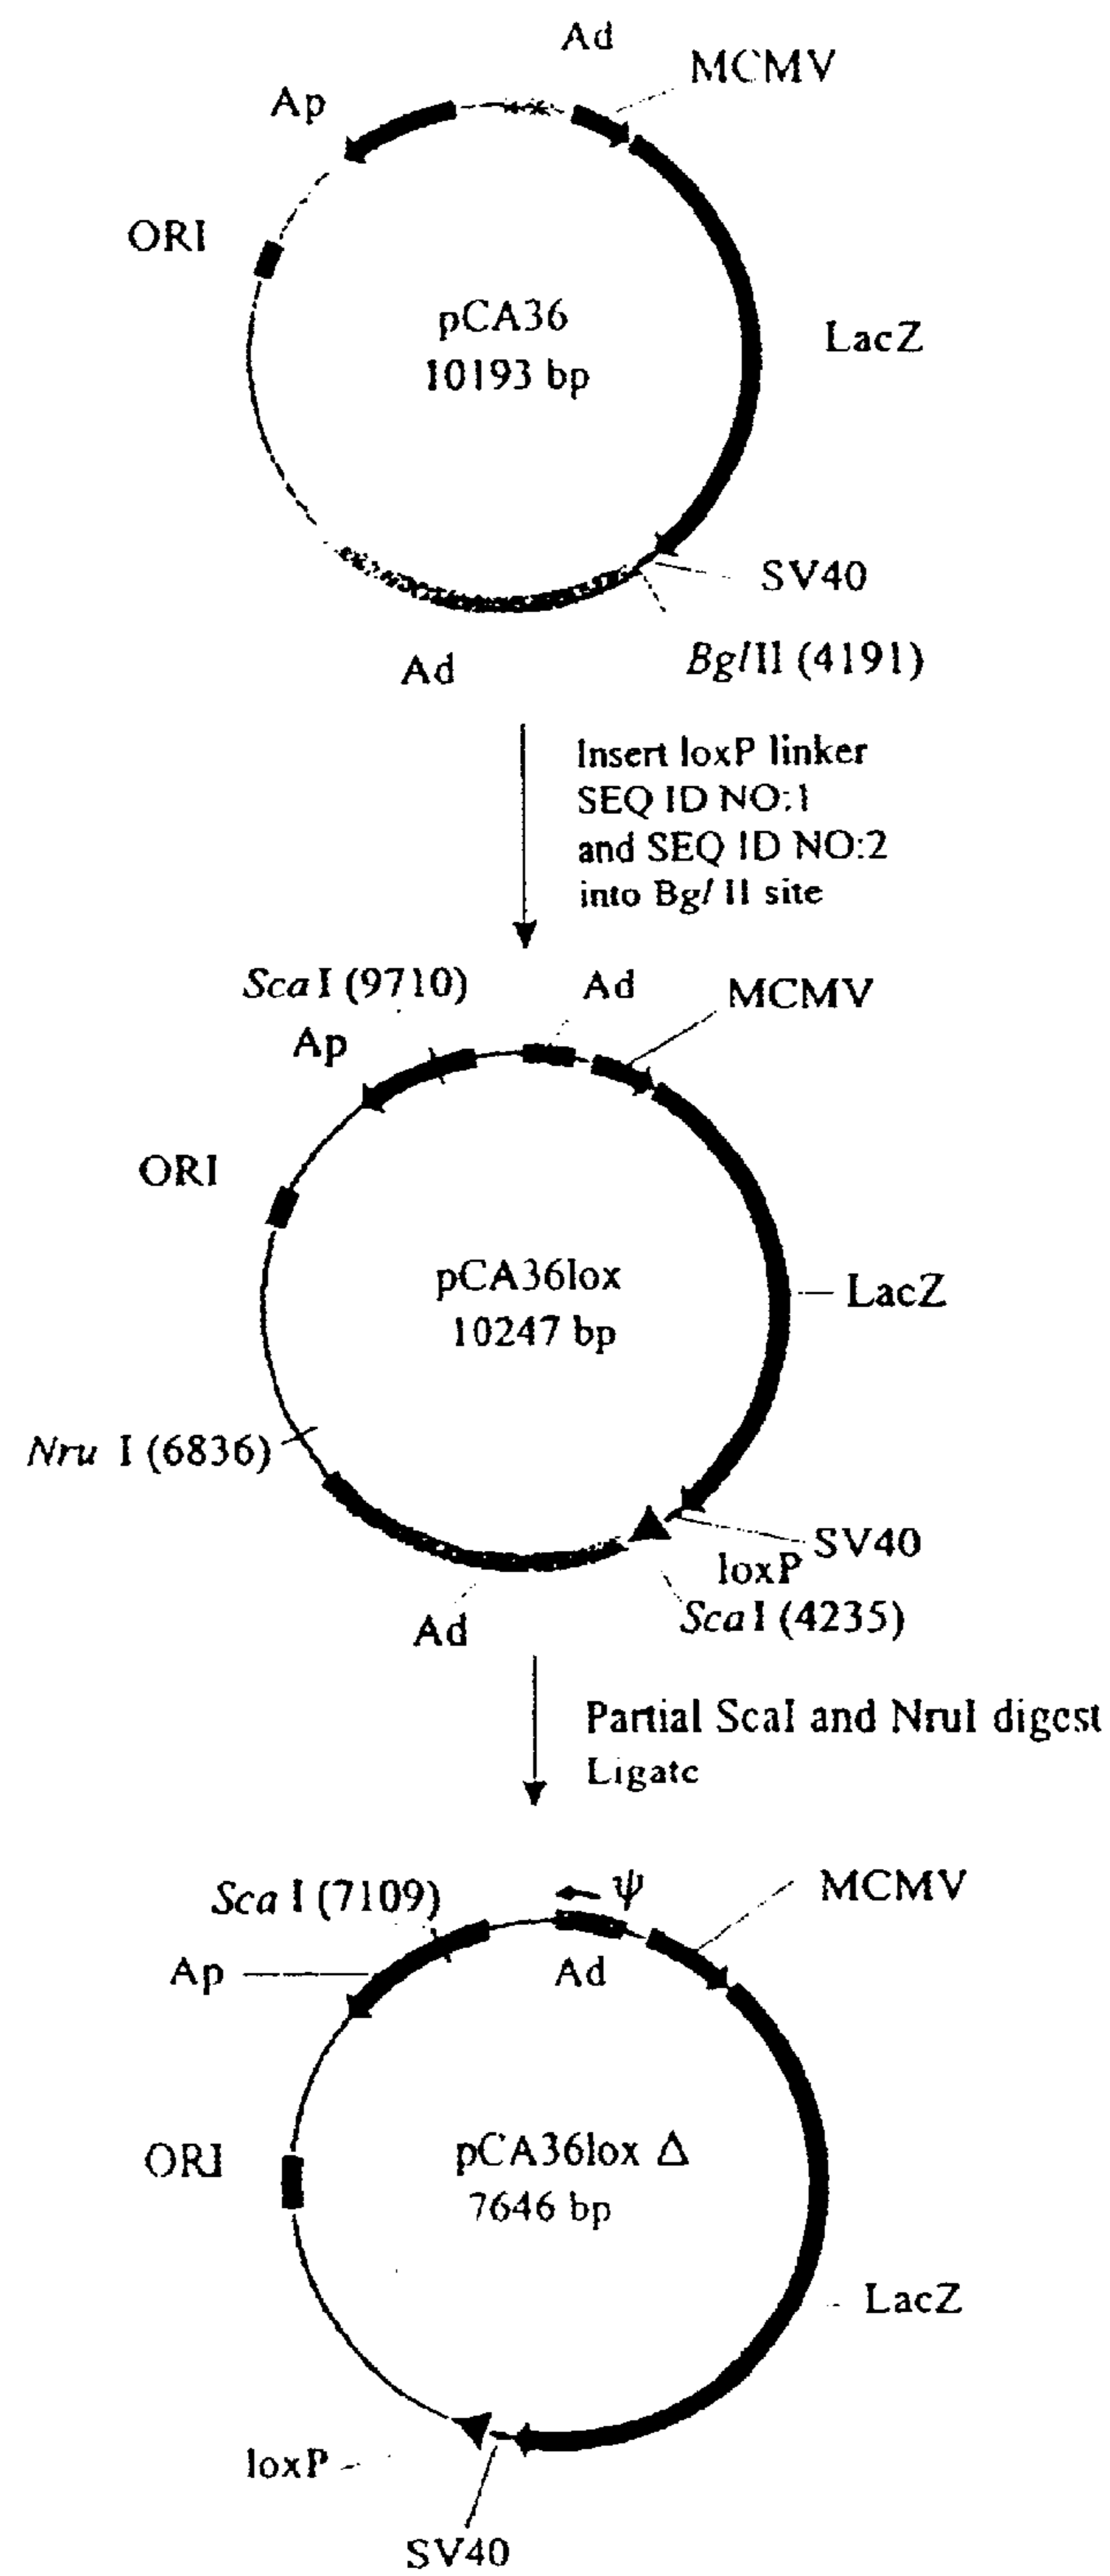 Ad
MCMV
Ap
ORI
pCA36
10193 bp
LacZ
SV40
BglII (4191)
Ad
Insert loxP linker
SEQ ID NO:1
and SEQ ID NO:2
into Bgl II site
Sca I (9710)
Ad
MCMV
Ap
ORI
pCA36lox
10247 bp
LacZ
Nru I (6836)
SV40
loxP
Sca I (4235)
Ad
Partial ScaI and NruI digest
Ligate
Sca I (7109)
ψ
MCMV
Ap
Ad
ORI
pCA36lox Δ
7646 bp
LacZ
loxP
SV40